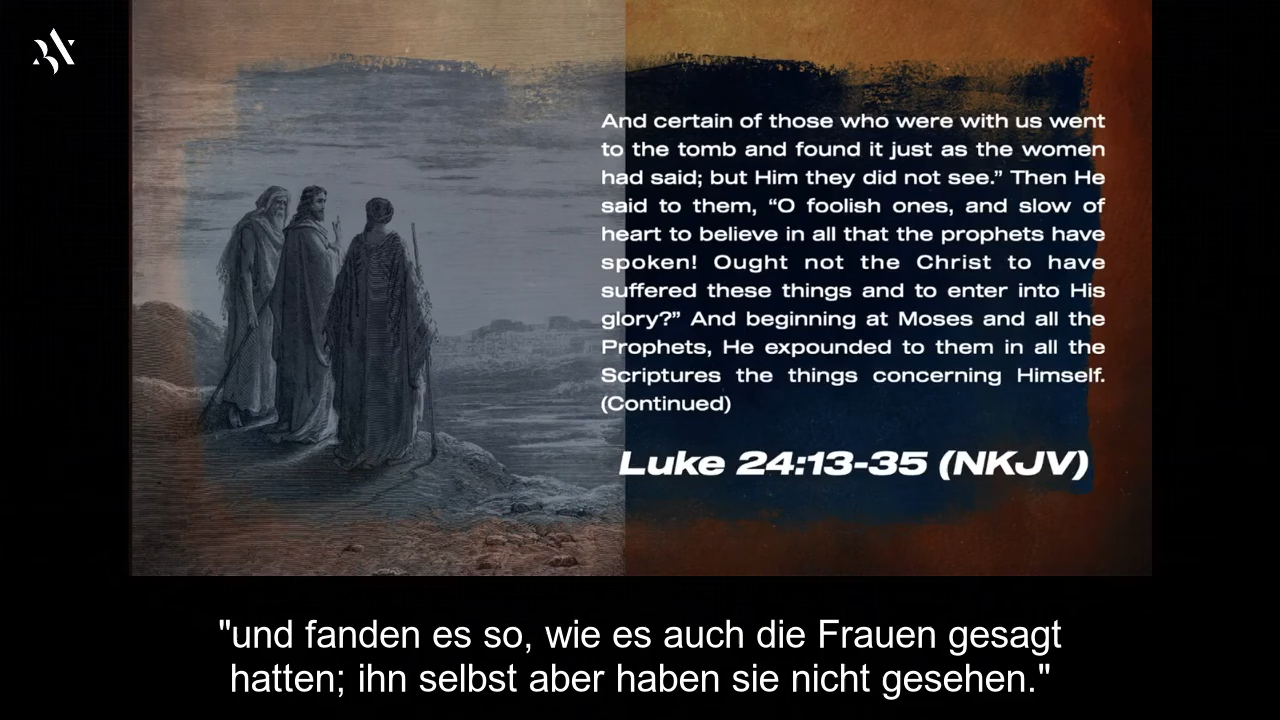 And certain of those who were with us went
to the tomb and found it just as the women
had said; but Him they did not see.” Then He
said to them, “O foolish ones, and slow of
heart to believe in all that the prophets have
spoken! Ought not the Christ to have
suffered these things and to enter into His
glory?” And beginning at Moses and all the
Prophets, He expounded to them in all the
Scriptures the things concerning Himself.
(Continued)
Luke 24:13-35 (NKJV)
"und fanden es so, wie es auch die Frauen gesagt
hatten; ihn selbst aber haben sie nicht gesehen."